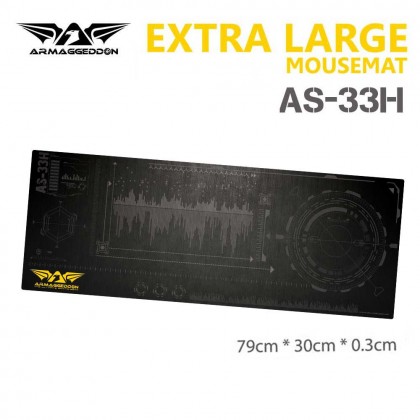 ARMAGGEDDON
EXTRA LARGE
MOUSEMAT
AS-33H
AS-33H
ARMAGGEDDON
79cm * 30cm * 0.3cm